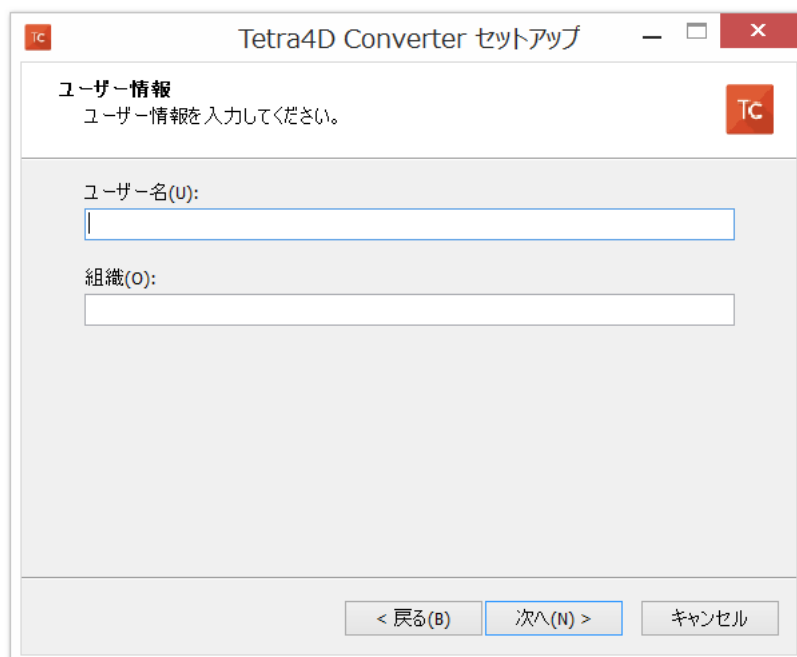 TC
Tetra4D Converter セットアップ
ユーザー情報
ユーザー情報を入力してください。
TC
ユーザー名(U):
組織(O):
< 戻る(B)
次へ(N) >
キャンセル